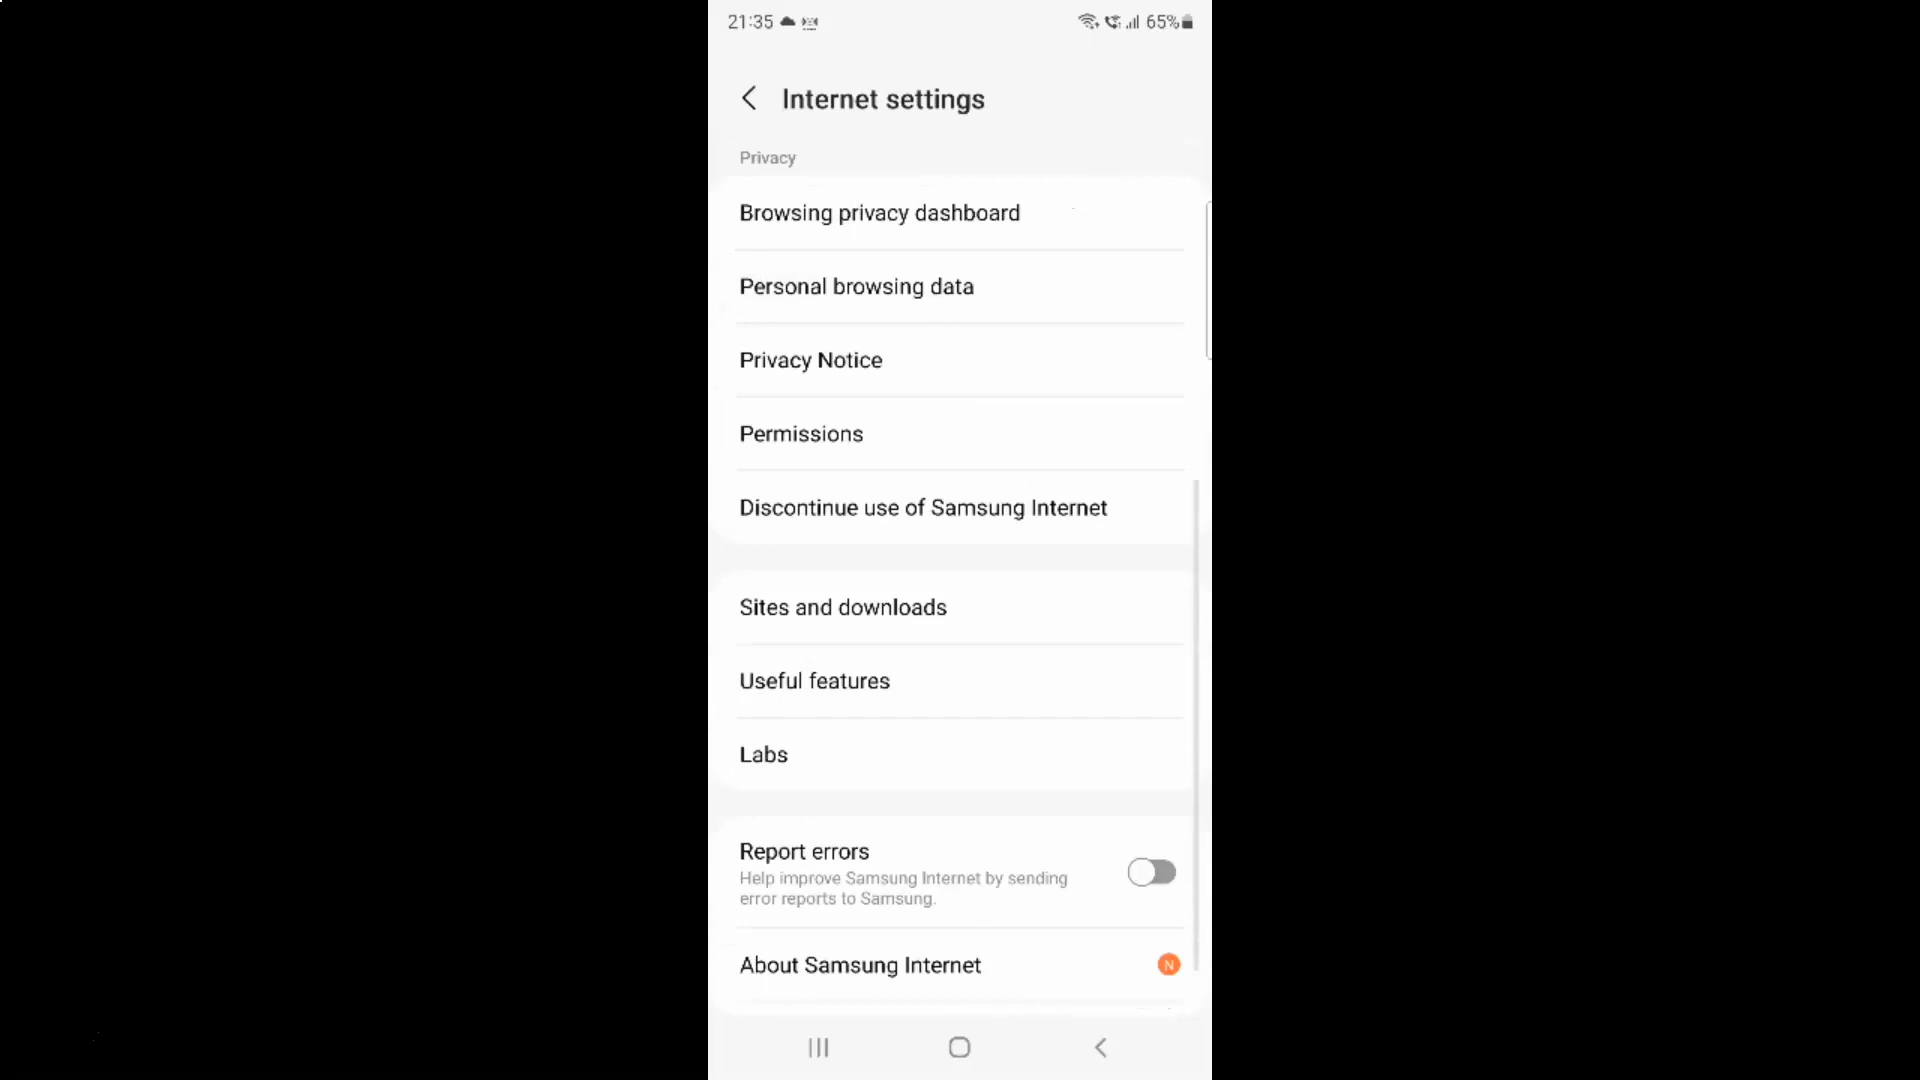 21:35
65%
Internet settings
Privacy
Browsing privacy dashboard
Personal browsing data
Privacy Notice
Permissions
Discontinue use of Samsung Internet
Sites and downloads
Useful features
Labs
Report errors
Help improve Samsung Internet by sending
error reports to Samsung.
About Samsung Internet
N